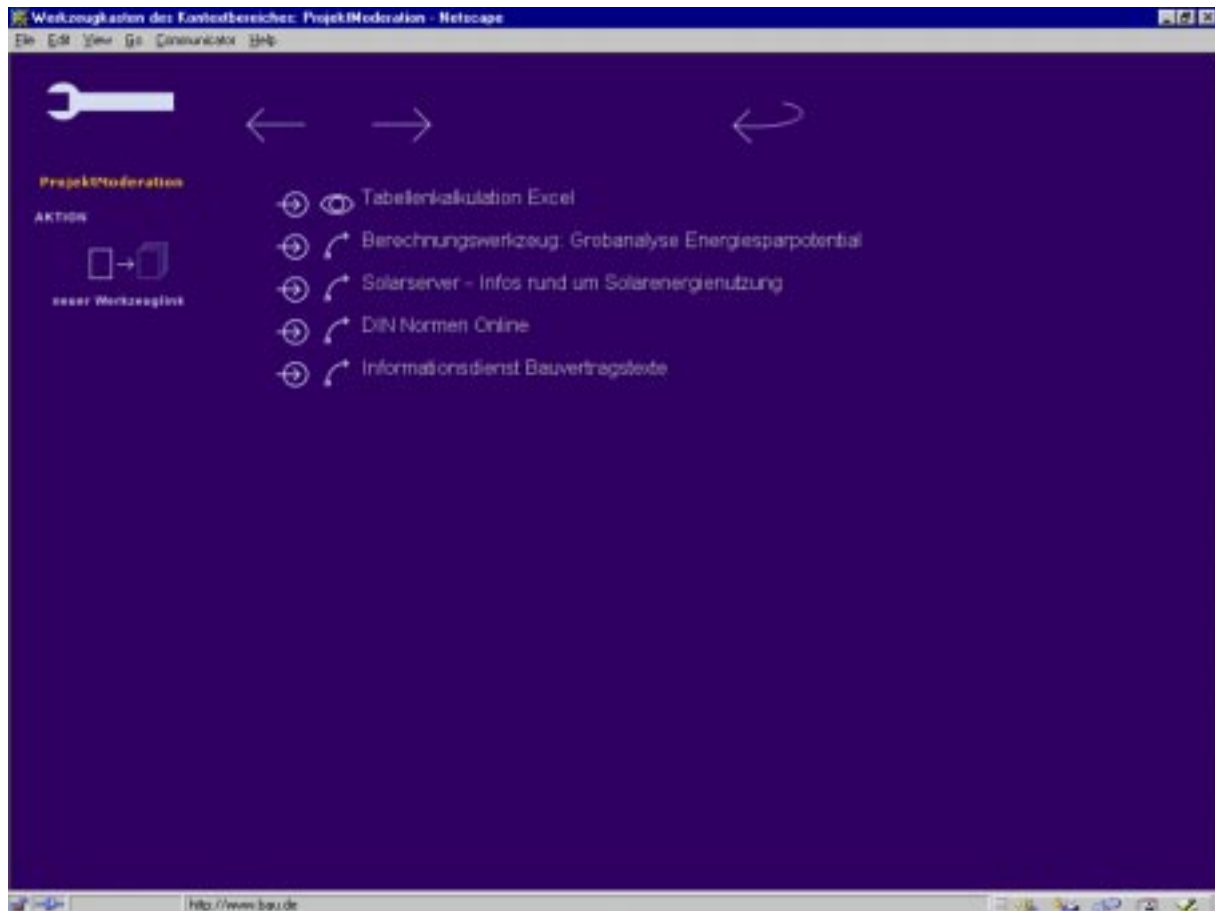 Werkzeugkasten des Kontextbereiches: ProjektModeration - Netscape
File Edit View Go Communicator Help
ProjektModeration
AKTION
neuer Werkzeuglink
Tabellenkalkulation Excel
Berechnungswerkzeug: Grobanalyse Energiesparpotential
Solarserver - Infos rund um Solarenergienutzung
DIN Normen Online
Informationsdienst Bauvertragstexte
http://www.bau.de